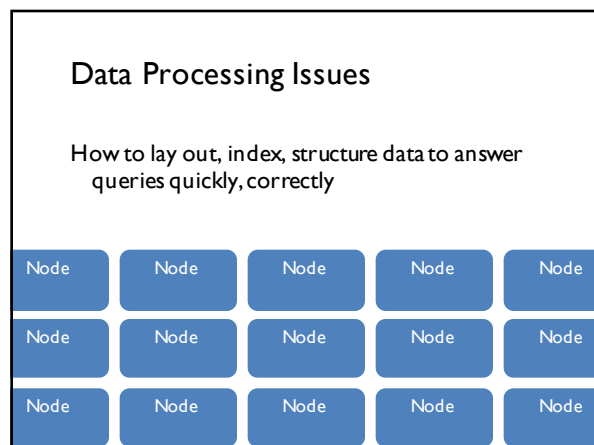 Data Processing Issues
How to lay out, index, structure data to answer
queries quickly, correctly
Node Node Node Node Node
Node Node Node Node Node
Node Node Node Node Node